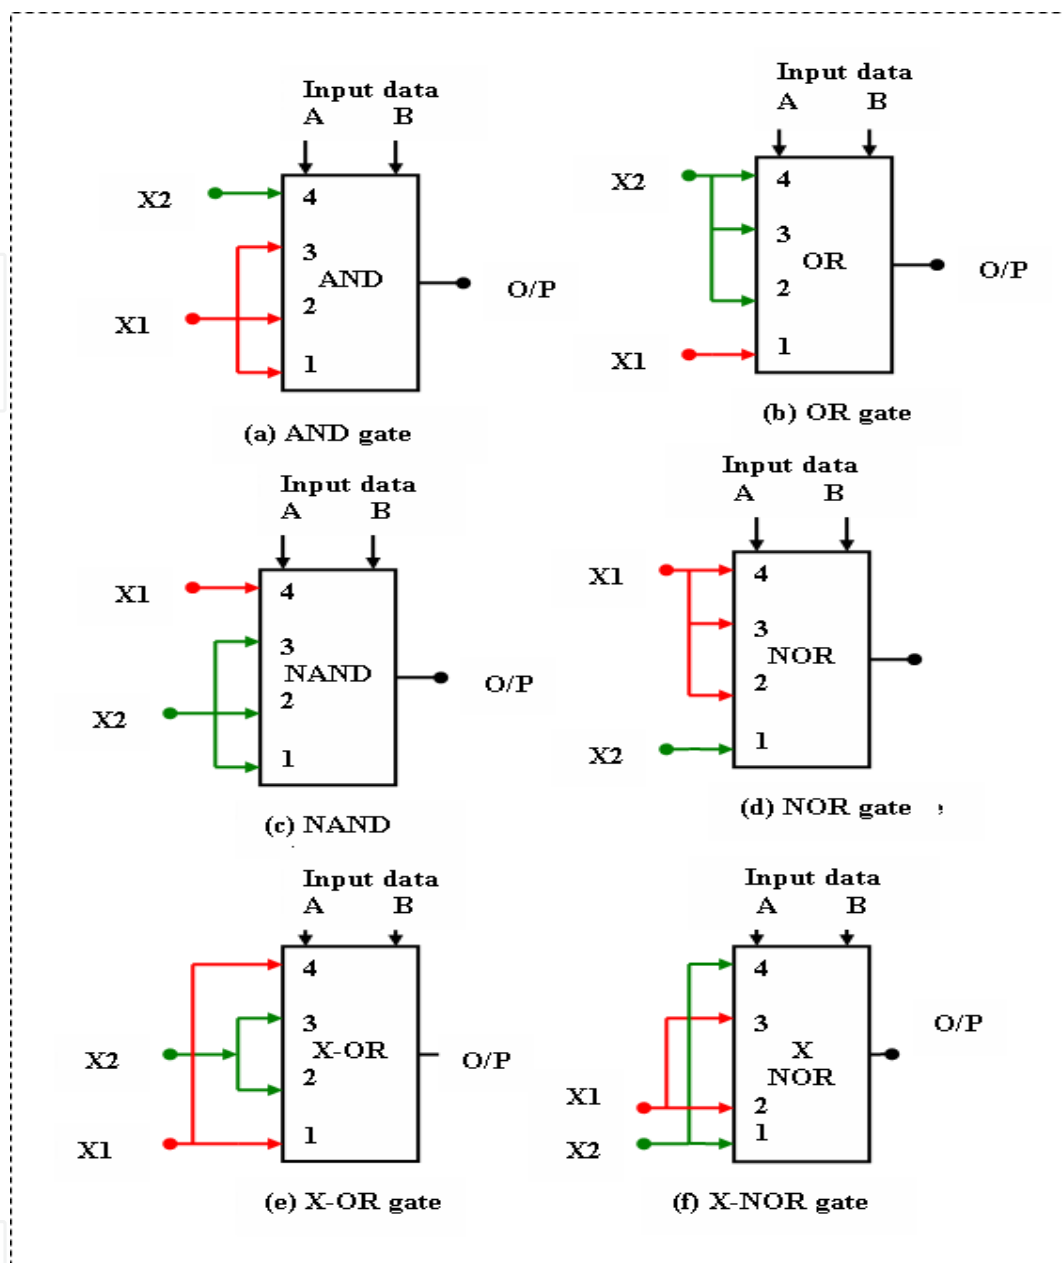 Input data
A B
X2
4
3
AND
2
X1
1
O/P
(a) AND gate
Input data
A B
X2
4
3
OR
2
X1
1
O/P
(b) OR gate
Input data
A B
X1
4
3
NAND
2
X2
1
O/P
(c) NAND
Input data
A B
X1
4
3
NOR
2
X2
1
(d) NOR gate
Input data
A B
4
3
X2
X-OR
2
X1
1
O/P
(e) X-OR gate
Input data
A B
4
3
X
NOR
X1
2
X2
1
O/P
(f) X-NOR gate